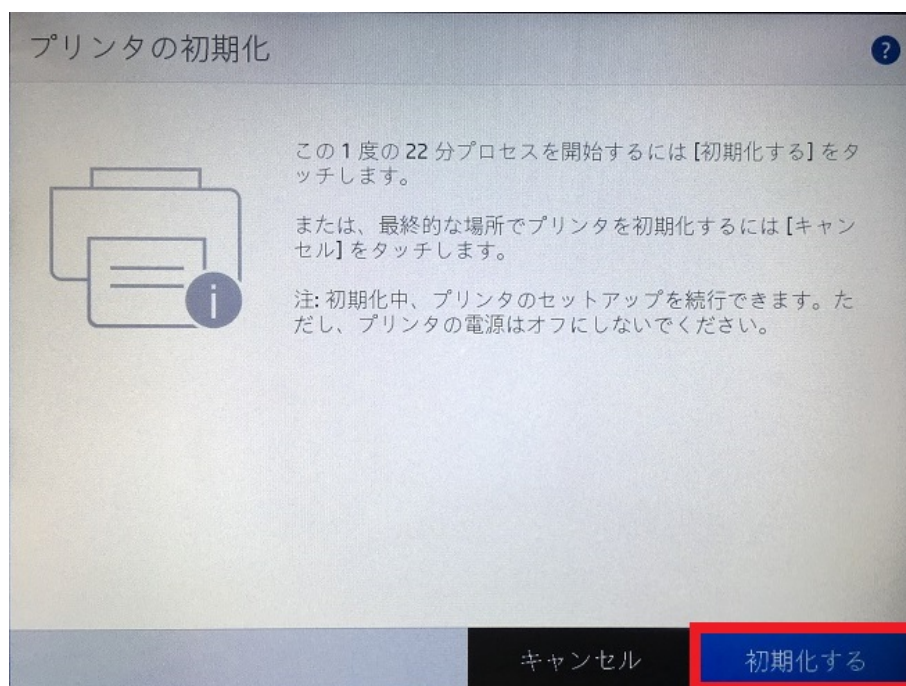 プリンタの初期化
?
この 1 度の 22 分プロセスを開始するには [初期化する] をタ
ッチします。
または、最終的な場所でプリンタを初期化するには [キャン
セル] をタッチします。
注: 初期化中、プリンタのセットアップを続行できます。た
だし、プリンタの電源はオフにしないでください。
i
キャンセル
初期化する